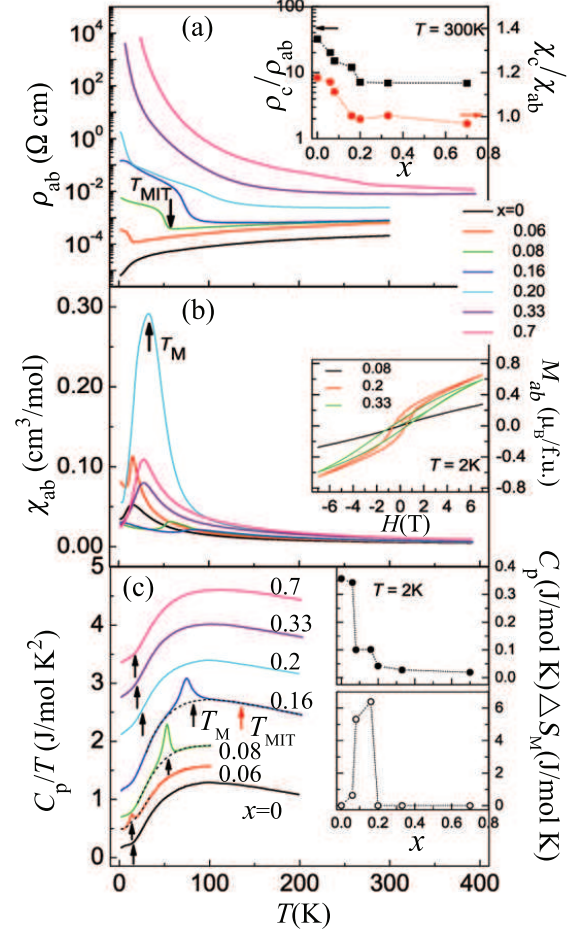 (a)
ρc/ρab
T = 300K
χc/χab
100
10
1
1.4
1.2
1.0
0.0 0.2 0.4 0.6 0.8
x
ρab (Ω cm)
10^4
10^2
10^0
10^-2
10^-4
TMIT
x=0
0.06
0.08
0.16
0.20
0.33
0.7
(b)
χab (cm³/mol)
0.30
0.20
0.10
0.00
TM
0.08
0.2
0.33
T = 2K
0.8
0.4
0.0
-0.4
-0.8
Mab (μB/f.u.)
-6 -4 -2 0 2 4 6
H(T)
(c)
Cp/T (J/mol K²)
5
4
3
2
1
0
0.7
0.33
0.2
0.16
TM
TMIT
0.08
0.06
x=0
T = 2K
0.4
0.3
0.2
0.1
0.0
Cp(J/mol K)
6
4
2
0
ΔSM(J/mol K)
0.0 0.2 0.4 0.6 0.8
x
0 100 200 300 400
T(K)